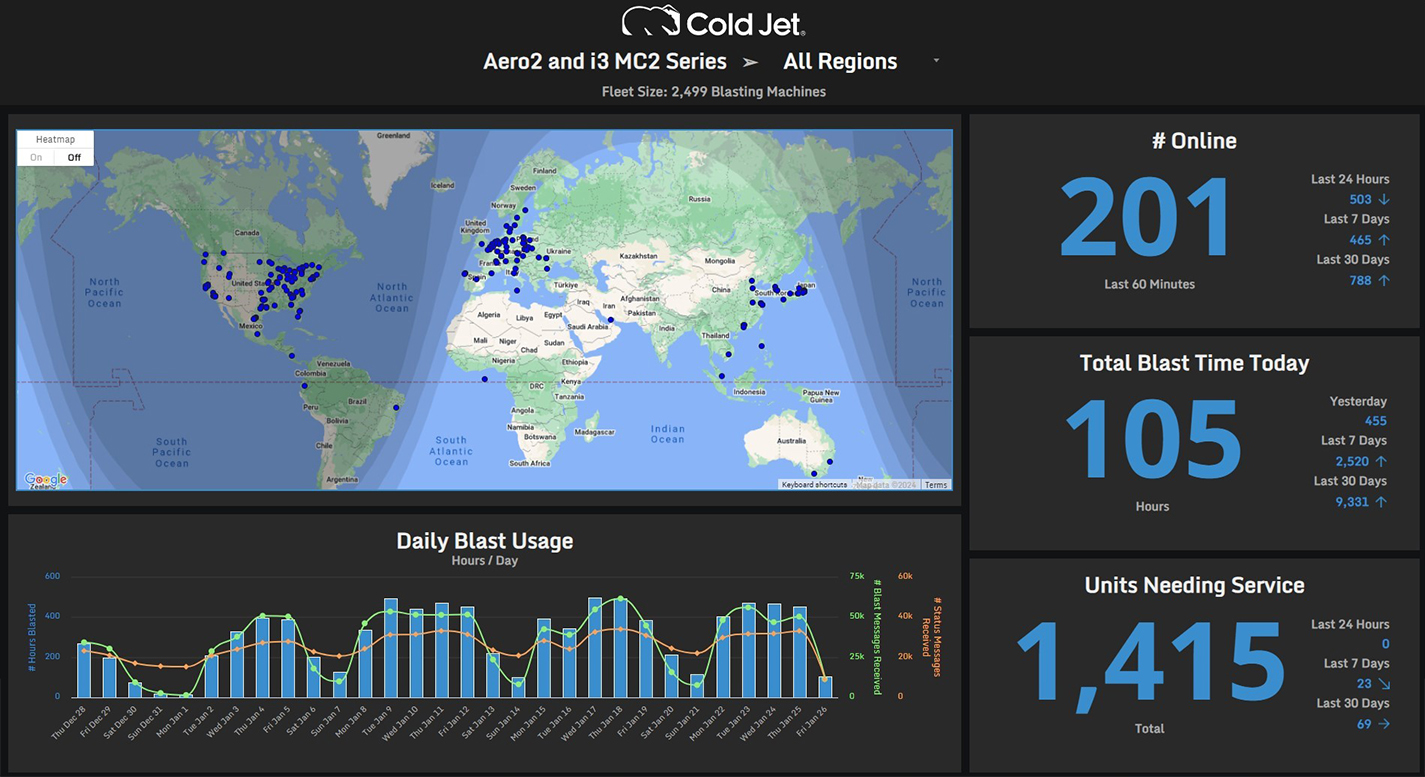 Cold Jet®
Aero2 and i3 MC2 Series ➢ All Regions
Fleet Size: 2,499 Blasting Machines
Heatmap
On Off
Greenland
Iceland
Finland
Sweden
Norway
Russia
United
Kingdom
Canada
Ukraine
Kazakhstan
Mongolia
Türkiye
China
Japan
North
Pacific
Ocean
United
North
Atlantic
Ocean
North
Pacific
Ocean
Iraq
Iran
Afghanistan
Pakistan
Algeria
Libya
Egypt
Saudi Arabia
India
Mexico
Mali
Niger
Chad
Sudan
Thailand
Nigeria
Ethiopia
Venezuela
Colombia
DRC
Kenya
Tanzania
Indonesia
Papua New
Guinea
Peru
Brazil
Bolivia
Angola
Namibia
Botswana
Madagascar
Indian
Ocean
Australia
South
Pacific
Ocean
South
Atlantic
Ocean
Chile
South Africa
Argentina
Google
Zealand
Keyboard shortcuts
Map data ©2024
Terms
# Online
201
Last 60 Minutes
Last 24 Hours
503 ↓
Last 7 Days
465 ↑
Last 30 Days
788 ↑
Total Blast Time Today
105
Hours
Yesterday
455
Last 7 Days
2,520 ↑
Last 30 Days
9,331 ↑
Daily Blast Usage
Hours / Day
# Hours Blasted
600
400
200
0
75k
50k
25k
0
# Blast Messages Received
60k
40k
20k
0
# Status Messages
Received
Thu Dec 28
Fri Dec 29
Sat Dec 30
Sun Dec 31
Mon Jan 1
Tue Jan 2
Wed Jan 3
Thu Jan 4
Fri Jan 5
Sat Jan 6
Sun Jan 7
Mon Jan 8
Tue Jan 9
Wed Jan 10
Thu Jan 11
Fri Jan 12
Sat Jan 13
Sun Jan 14
Mon Jan 15
Tue Jan 16
Wed Jan 17
Thu Jan 18
Fri Jan 19
Sat Jan 20
Sun Jan 21
Mon Jan 22
Tue Jan 23
Wed Jan 24
Thu Jan 25
Fri Jan 26
Units Needing Service
1,415
Total
Last 24 Hours
0
Last 7 Days
23 ↘
Last 30 Days
69 →